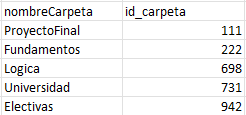 nombreCarpeta id_carpeta
ProyectoFinal 111
Fundamentos 222
Logica 698
Universidad 731
Electivas 942